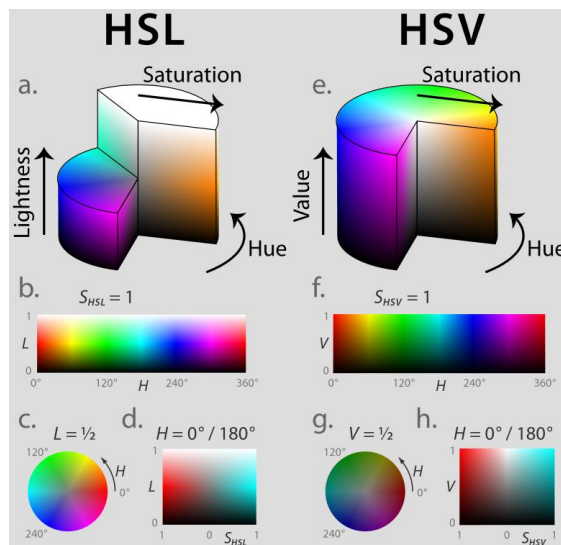 HSL
HSV
a.
Saturation
Lightness
Hue
e.
Saturation
Value
Hue
b.
S_HSL = 1
1
L
0
0°
120°
H
240°
360°
f.
S_HSV = 1
1
V
0
0°
120°
H
240°
360°
c.
L = ½
120°
H
0°
240°
d.
H = 0° / 180°
1
L
0
1
0
S_HSL
1
g.
V = ½
120°
H
0°
240°
h.
H = 0° / 180°
1
V
0
1
0
S_HSV
1